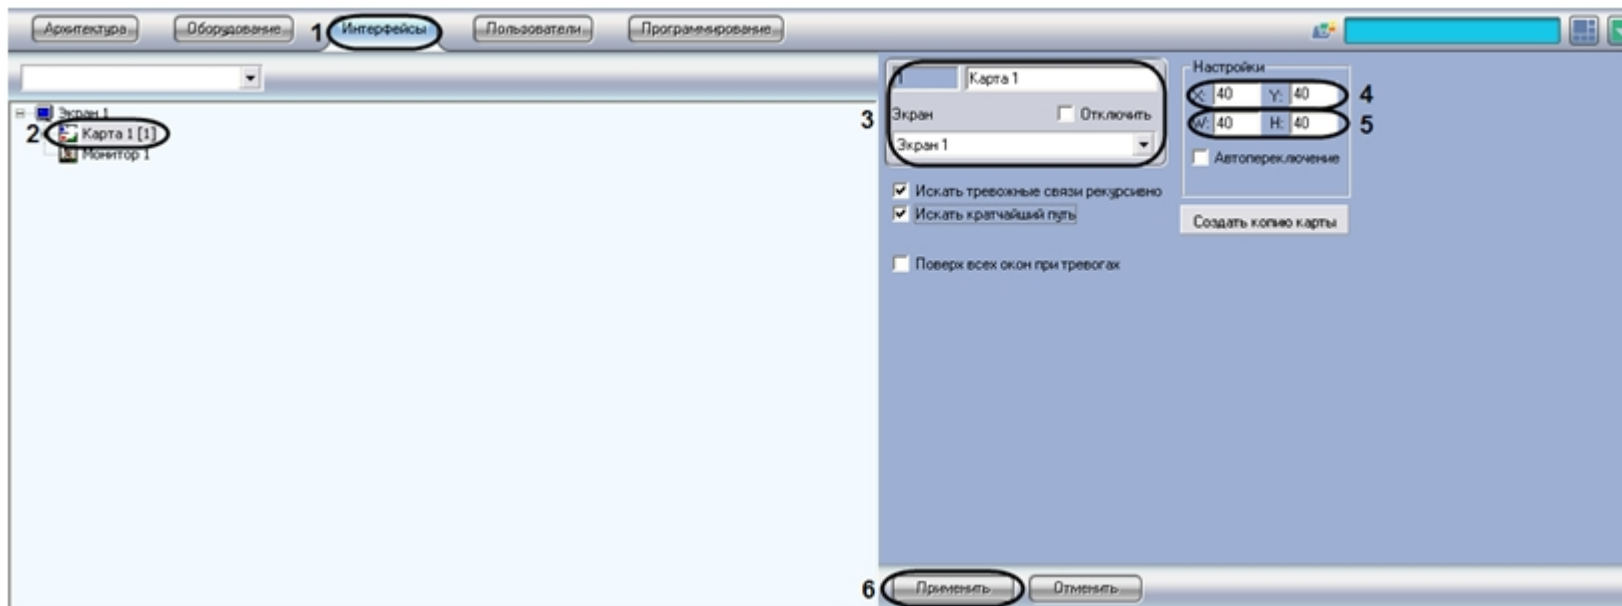 Архитектура Оборудование 1 Интерфейсы Пользователи Программирование
Экран 1
2 Карта 1 [1]
Монитор 1
1 Карта 1
3 Экран Отключить
Экран 1
Искать тревожные связи рекурсивно
Искать кратчайший путь
Поверх всех окон при тревогах
Настройки
X: 40 Y: 40 4
W: 40 H: 40 5
Автопереключение
Создать копию карты
6 Применить Отменить